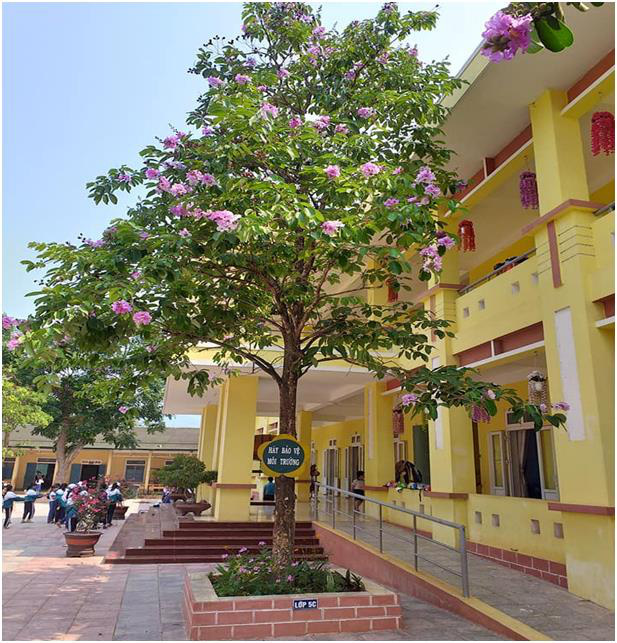 HÃY BẢO VỆ
MÔI TRƯỜNG
LỚP 5C